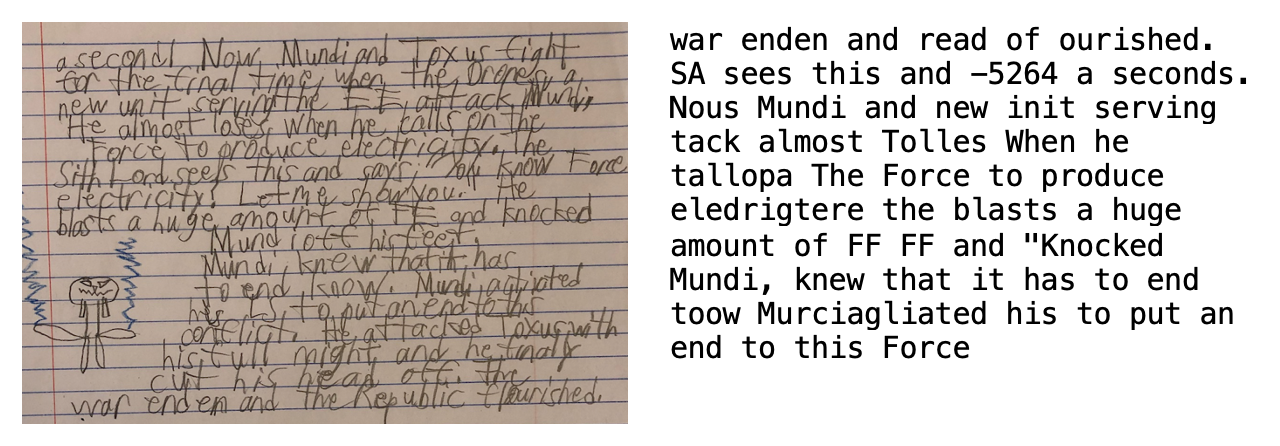 a second! Now, Mundi and Toxus fight
for the final time, when the Drones, a
new unit serving the FF, attack Mundi,
He almost loses, when he calls on the
Force to produce electricity. The
Sith Lord sees this and says; "You know Force
electricity? Let me show you." He
blasts a huge amount of FE and knocked
Mundi off his feet.
Mundi, knew that it has
to end know. Mundi activated
his LS, to put an end to this
conflict. He attacked Toxus with
his full might, and he finaly
cut his head off. The
war enden and the Republic flourished.
war enden and read of ourished.
SA sees this and -5264 a seconds.
Nous Mundi and new init serving
tack almost Tolles When he
tallopa The Force to produce
eledrigtere the blasts a huge
amount of FF FF and "Knocked
Mundi, knew that it has to end
toow Murciagliated his to put an
end to this Force